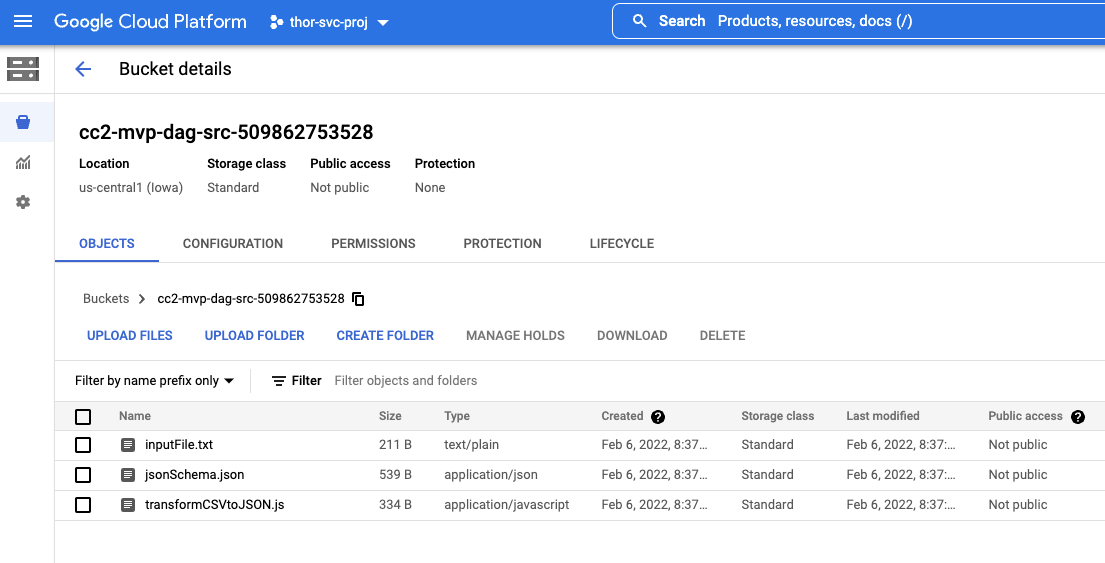 Google Cloud Platform thor-svc-proj Search Products, resources, docs (/)
Bucket details
cc2-mvp-dag-src-509862753528
Location Storage class Public access Protection
us-central1 (Iowa) Standard Not public None
OBJECTS CONFIGURATION PERMISSIONS PROTECTION LIFECYCLE
Buckets > cc2-mvp-dag-src-509862753528
UPLOAD FILES UPLOAD FOLDER CREATE FOLDER MANAGE HOLDS DOWNLOAD DELETE
Filter by name prefix only Filter Filter objects and folders
Name Size Type Created ? Storage class Last modified Public access ?
inputFile.txt 211 B text/plain Feb 6, 2022, 8:37... Standard Feb 6, 2022, 8:37:... Not public
jsonSchema.json 539 B application/json Feb 6, 2022, 8:37... Standard Feb 6, 2022, 8:37:... Not public
transformCSVtoJSON.js 334 B application/javascript Feb 6, 2022, 8:37... Standard Feb 6, 2022, 8:37:... Not public